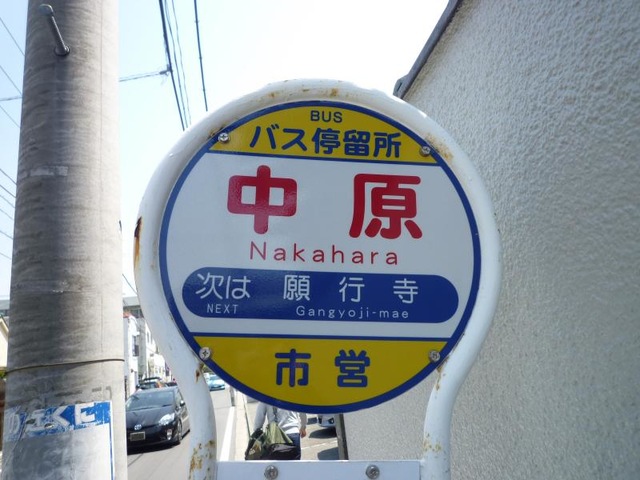 BUS
バス停留所
中原
Nakahara
次は 願行寺
NEXT Gangyoji-mae
市営